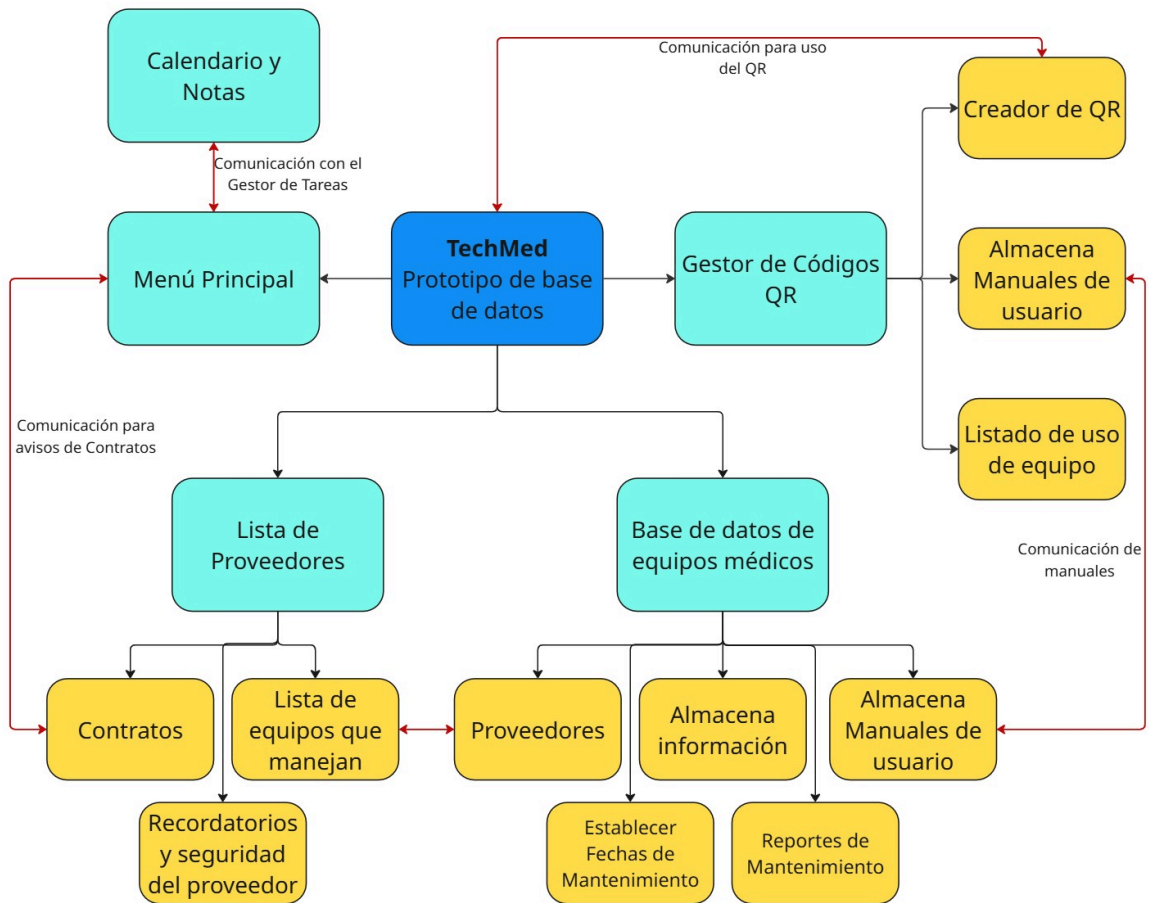 Calendario y
Notas
Comunicación para uso
del QR
Creador de QR
Comunicación con el
Gestor de Tareas
Menú Principal
TechMed
Prototipo de base
de datos
Gestor de Códigos
QR
Almacena
Manuales de
usuario
Comunicación para
avisos de Contratos
Listado de uso
de equipo
Lista de
Proveedores
Base de datos de
equipos médicos
Comunicación de
manuales
Contratos
Lista de
equipos que
manejan
Proveedores
Almacena
información
Almacena
Manuales de
usuario
Recordatorios
y seguridad
del proveedor
Establecer
Fechas de
Mantenimiento
Reportes de
Mantenimiento